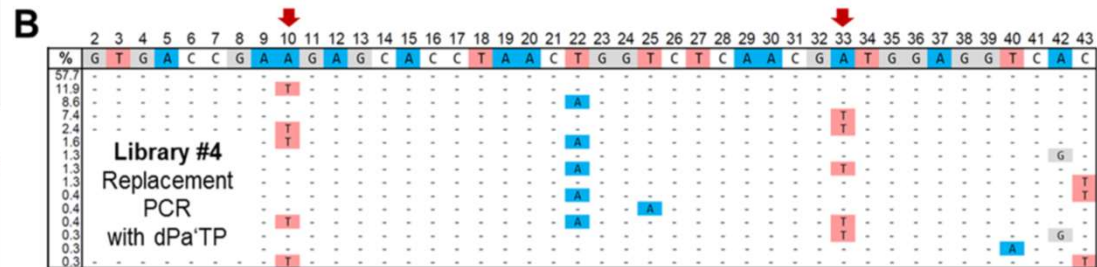 B
2 3 4 5 6 7 8 9 10 11 12 13 14 15 16 17 18 19 20 21 22 23 24 25 26 27 28 29 30 31 32 33 34 35 36 37 38 39 40 41 42 43
% G T G A C C G A A G A G C A C C T A A C T G G T C T C A A C G A T G G A G G T C A C
57.7
11.9 T
8.6 A
7.4 T
2.4 T T
1.6 T A
1.3 G
1.3 A T
1.3 T
0.4 A T
0.4 A
0.4 T A T
0.3 T G
0.3 A
0.3 T T
Library #4
Replacement
PCR
with dPa'TP